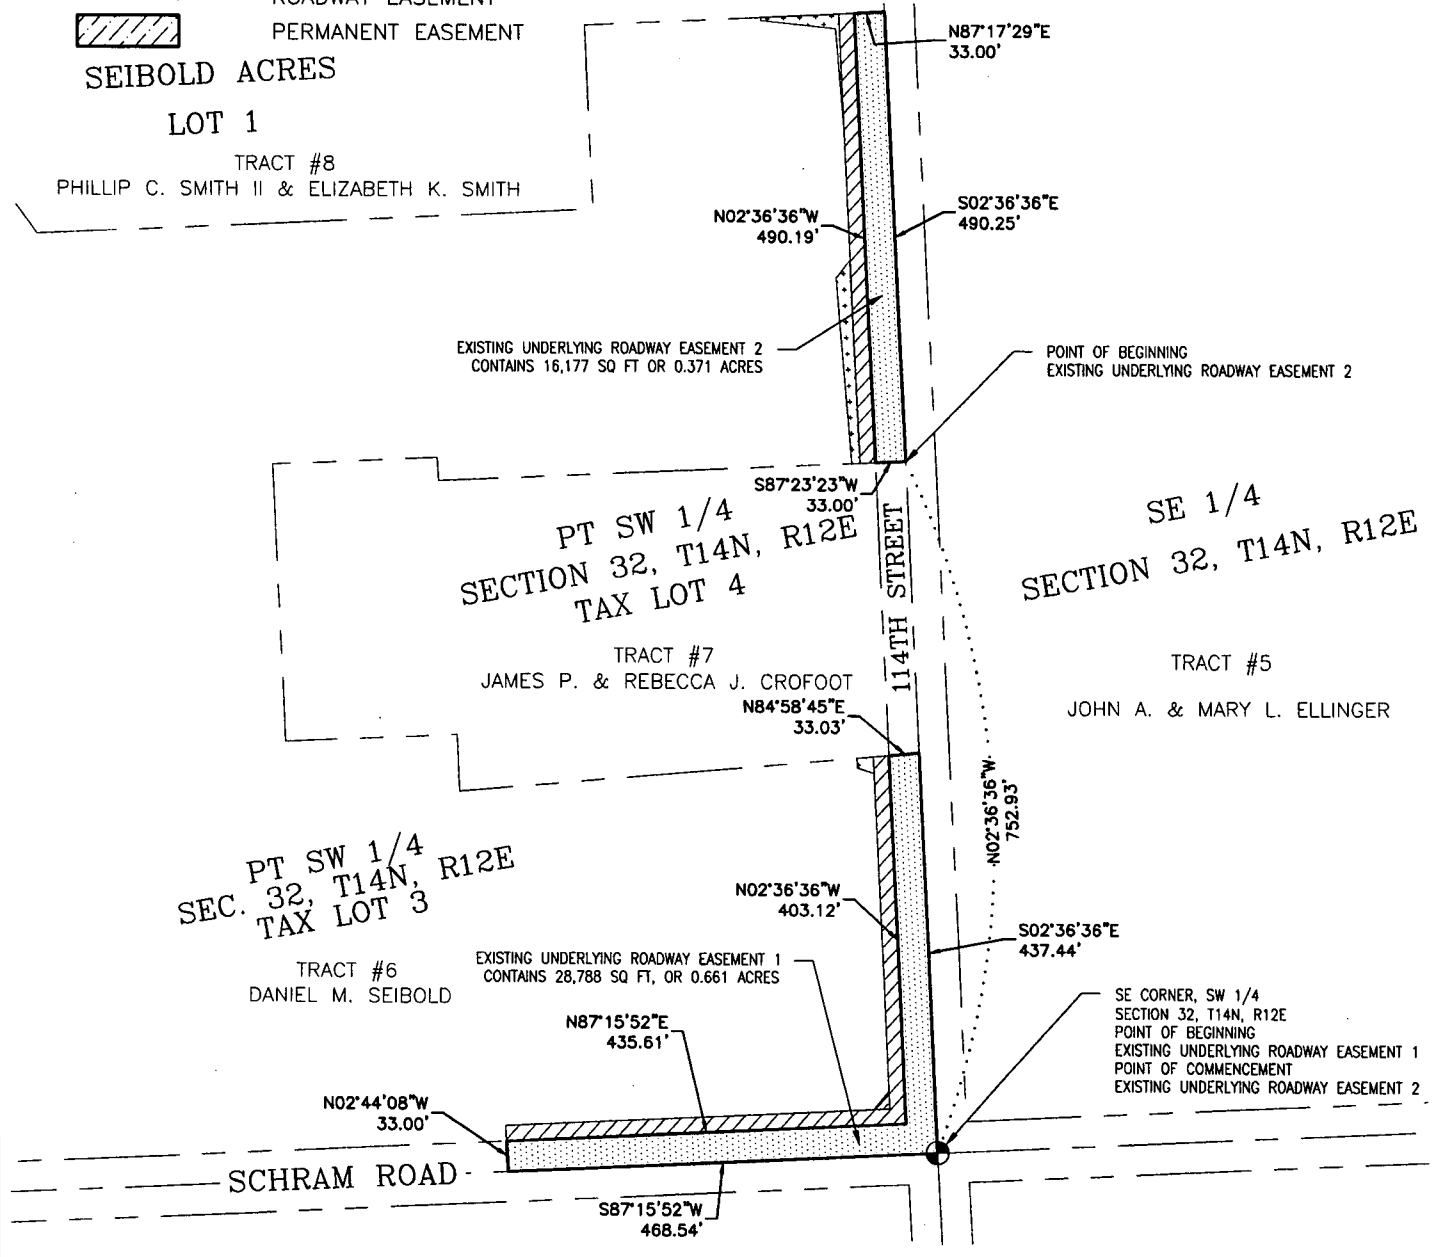 ROADWAY EASEMENT
PERMANENT EASEMENT
SEIBOLD ACRES
LOT 1
TRACT #8
PHILLIP C. SMITH II & ELIZABETH K. SMITH
N87°17'29"E
33.00'
N02°36'36"W
490.19'
S02°36'36"E
490.25'
EXISTING UNDERLYING ROADWAY EASEMENT 2
CONTAINS 16,177 SQ FT OR 0.371 ACRES
POINT OF BEGINNING
EXISTING UNDERLYING ROADWAY EASEMENT 2
S87°23'23"W
33.00'
PT SW 1/4
SECTION 32, T14N, R12E
TAX LOT 4
TRACT #7
JAMES P. & REBECCA J. CROFOOT
114TH STREET
SE 1/4
SECTION 32, T14N, R12E
TRACT #5
JOHN A. & MARY L. ELLINGER
N84°58'45"E
33.03'
N02°36'36"W
752.93'
PT SW 1/4
SEC. 32, T14N, R12E
TAX LOT 3
TRACT #6
DANIEL M. SEIBOLD
N02°36'36"W
403.12'
S02°36'36"E
437.44'
EXISTING UNDERLYING ROADWAY EASEMENT 1
CONTAINS 28,788 SQ FT, OR 0.661 ACRES
N87°15'52"E
435.61'
SE CORNER, SW 1/4
SECTION 32, T14N, R12E
POINT OF BEGINNING
EXISTING UNDERLYING ROADWAY EASEMENT 1
POINT OF COMMENCEMENT
EXISTING UNDERLYING ROADWAY EASEMENT 2
N02°44'08"W
33.00'
SCHRAM ROAD
S87°15'52"W
468.54'